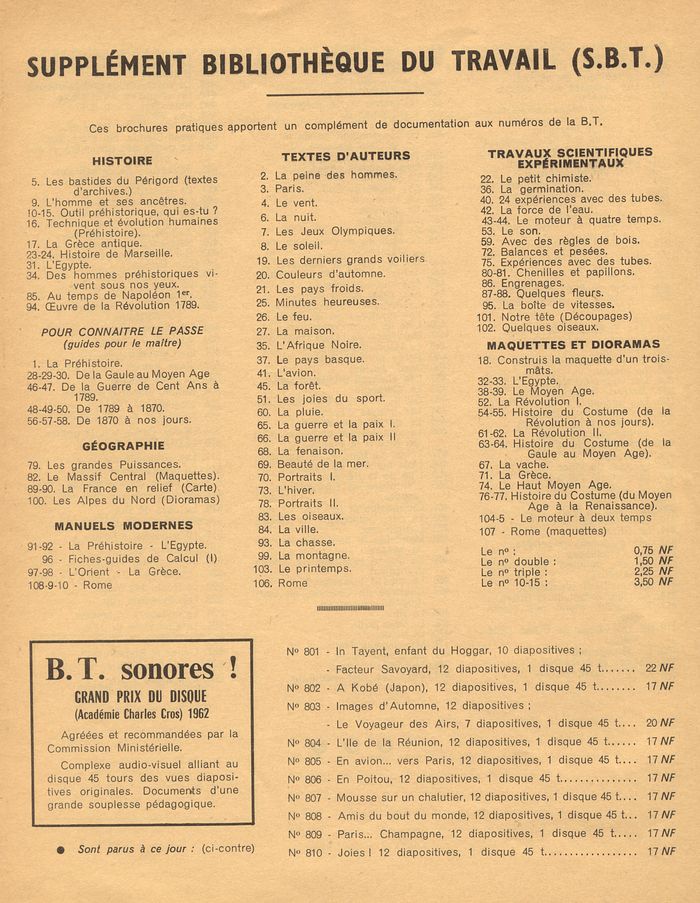 SUPPLÉMENT BIBLIOTHÈQUE DU TRAVAIL (S.B.T.)
Ces brochures pratiques apportent un complément de documentation aux numéros de la B.T.
HISTOIRE
5. Les bastides du Périgord (textes
d'archives.)
9. L'homme et ses ancêtres.
10-15. Outil préhistorique, qui es-tu ?
16. Technique et évolution humaines
(Préhistoire).
17. La Grèce antique.
23-24. Histoire de Marseille.
31. L'Egypte.
34. Des hommes préhistoriques vi-
vent sous nos yeux.
85. Au temps de Napoléon 1er.
94. Œuvre de la Révolution 1789.
POUR CONNAITRE LE PASSE
(guides pour le maître)
1. La Préhistoire.
28-29-30. De la Gaule au Moyen Age
46-47. De la Guerre de Cent Ans à
1789.
48-49-50. De 1789 à 1870.
56-57-58. De 1870 à nos jours.
GÉOGRAPHIE
79. Les grandes Puissances.
82. Le Massif Central (Maquettes).
89-90. La France en relief (Carte)
100. Les Alpes du Nord (Dioramas)
MANUELS MODERNES
91-92 - La Préhistoire - L'Egypte.
96 - Fiches-guides de Calcul (I)
97-98 - L'Orient - La Grèce.
108-9-10 - Rome
TEXTES D'AUTEURS
2. La peine des hommes.
3. Paris.
4. Le vent.
6. La nuit.
7. Les Jeux Olympiques.
8. Le soleil.
19. Les derniers grands voiliers
20. Couleurs d'automne.
21. Les pays froids.
25. Minutes heureuses.
26. Le feu.
27. La maison.
35. L'Afrique Noire.
37. Le pays basque.
41. L'avion.
45. La forêt.
51. Les joies du sport.
60. La pluie.
65. La guerre et la paix I.
66. La guerre et la paix II
68. La fenaison.
69. Beauté de la mer.
70. Portraits I.
73. L'hiver.
78. Portraits II.
83. Les oiseaux.
84. La ville.
93. La chasse.
99. La montagne.
103. Le printemps.
106. Rome
TRAVAUX SCIENTIFIQUES
EXPÉRIMENTAUX
22. Le petit chimiste.
36. La germination.
40. 24 expériences avec des tubes.
42. La force de l'eau.
43-44. Le moteur à quatre temps.
53. Le son.
59. Avec des règles de bois.
72. Balances et pesées.
75. Expériences avec des tubes.
80-81. Chenilles et papillons.
86. Engrenages.
87-88. Quelques fleurs.
95. La boîte de vitesses.
101. Notre tête (Découpages)
102. Quelques oiseaux.
MAQUETTES ET DIORAMAS
18. Construis la maquette d'un trois-
mâts.
32-33. L'Egypte.
38-39. Le Moyen Age.
52. La Révolution I.
54-55. Histoire du Costume (de la
Révolution à nos jours).
61-62. La Révolution II.
63-64. Histoire du Costume (de la
Gaule au Moyen Age).
67. La vache.
71. La Grèce.
74. Le Haut Moyen Age.
76-77. Histoire du Costume (du Moyen
Age à la Renaissance).
104-5 - Le moteur à deux temps
107 - Rome (maquettes)
Le nº : 0,75 NF
Le nº double : 1,50 NF
Le nº triple : 2,25 NF
Le nº 10-15 : 3,50 NF
B.T. sonores !
GRAND PRIX DU DISQUE
(Académie Charles Cros) 1962
Agréées et recommandées par la
Commission Ministérielle.
Complexe audio-visuel alliant au
disque 45 tours des vues diaposi-
tives originales. Documents d'une
grande souplesse pédagogique.
● Sont parus à ce jour : (ci-contre)
Nº 801 - In Tayent, enfant du Hoggar, 10 diapositives ;
- Facteur Savoyard, 12 diapositives, 1 disque 45 t....... 22 NF
Nº 802 - A Kobé (Japon), 12 diapositives, 1 disque 45 t........ 17 NF
Nº 803 - Images d'Automne, 12 diapositives ;
- Le Voyageur des Airs, 7 diapositives, 1 disque 45 t.... 20 NF
Nº 804 - L'Ile de la Réunion, 12 diapositives, 1 disque 45 t.... 17 NF
Nº 805 - En avion... vers Paris, 12 diapositives, 1 disque 45 t.... 17 NF
Nº 806 - En Poitou, 12 diapositives, 1 disque 45 t.............. 17 NF
Nº 807 - Mousse sur un chalutier, 12 diapositives, 1 disque 45 t.... 17 NF
Nº 808 - Amis du bout du monde, 12 diapositives, 1 disque 45 t... 17 NF
Nº 809 - Paris... Champagne, 12 diapositives, 1 disque 45 t..... 17 NF
Nº 810 - Joies ! 12 diapositives, 1 disque 45 t................. 17 NF